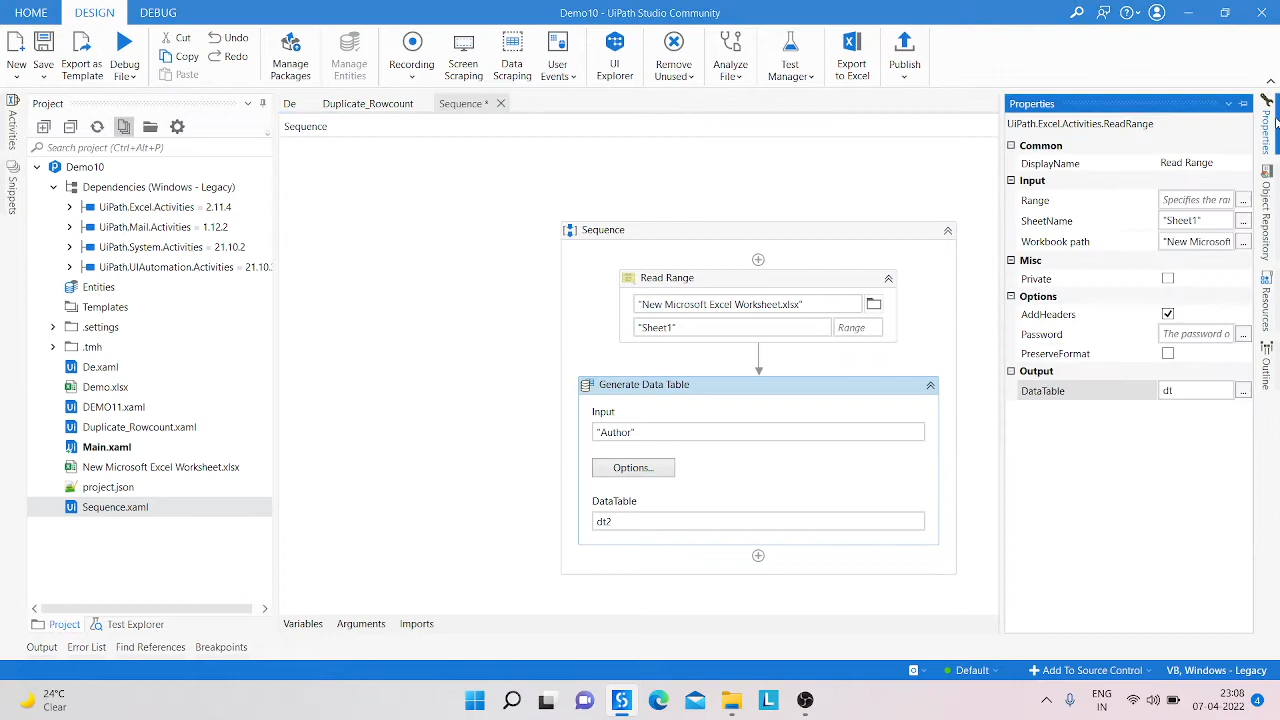 HOME DESIGN DEBUG Demo10 - UiPath Studio Community
New Save Export as Template Debug File Cut Copy Paste Undo Redo Manage Packages Manage Entities Recording Screen Scraping Data Scraping User Events UI Explorer Remove Unused Analyze File Test Manager Export to Excel Publish
Project De Duplicate_Rowcount Sequence * Properties
Sequence
UiPath.Excel.Activities.ReadRange
Search project (Ctrl+Alt+P)
Activities
Snippets
Demo10
Dependencies (Windows - Legacy)
UiPath.Excel.Activities = 2.11.4
UiPath.Mail.Activities = 1.12.2
UiPath.System.Activities = 21.10.2
UiPath.UIAutomation.Activities = 21.10.
Entities
Templates
.settings
.tmh
De.xaml
Demo.xlsx
DEMO11.xaml
Duplicate_Rowcount.xaml
Main.xaml
New Microsoft Excel Worksheet.xlsx
project.json
Sequence.xaml
Project Test Explorer
Output Error List Find References Breakpoints
Sequence
Read Range
"New Microsoft Excel Worksheet.xlsx"
"Sheet1" Range
Generate Data Table
Input
"Author"
Options...
DataTable
dt2
Variables Arguments Imports
Common
DisplayName Read Range
Input
Range Specifies the ra
SheetName "Sheet1"
Workbook path "New Microsoft
Misc
Private
Options
AddHeaders
Password The password o
PreserveFormat
Output
DataTable dt
Properties
Object Repository
Resources
Outline
Default Add To Source Control VB, Windows - Legacy
24°C
Clear
ENG
IN
23:08
07-04-2022
4